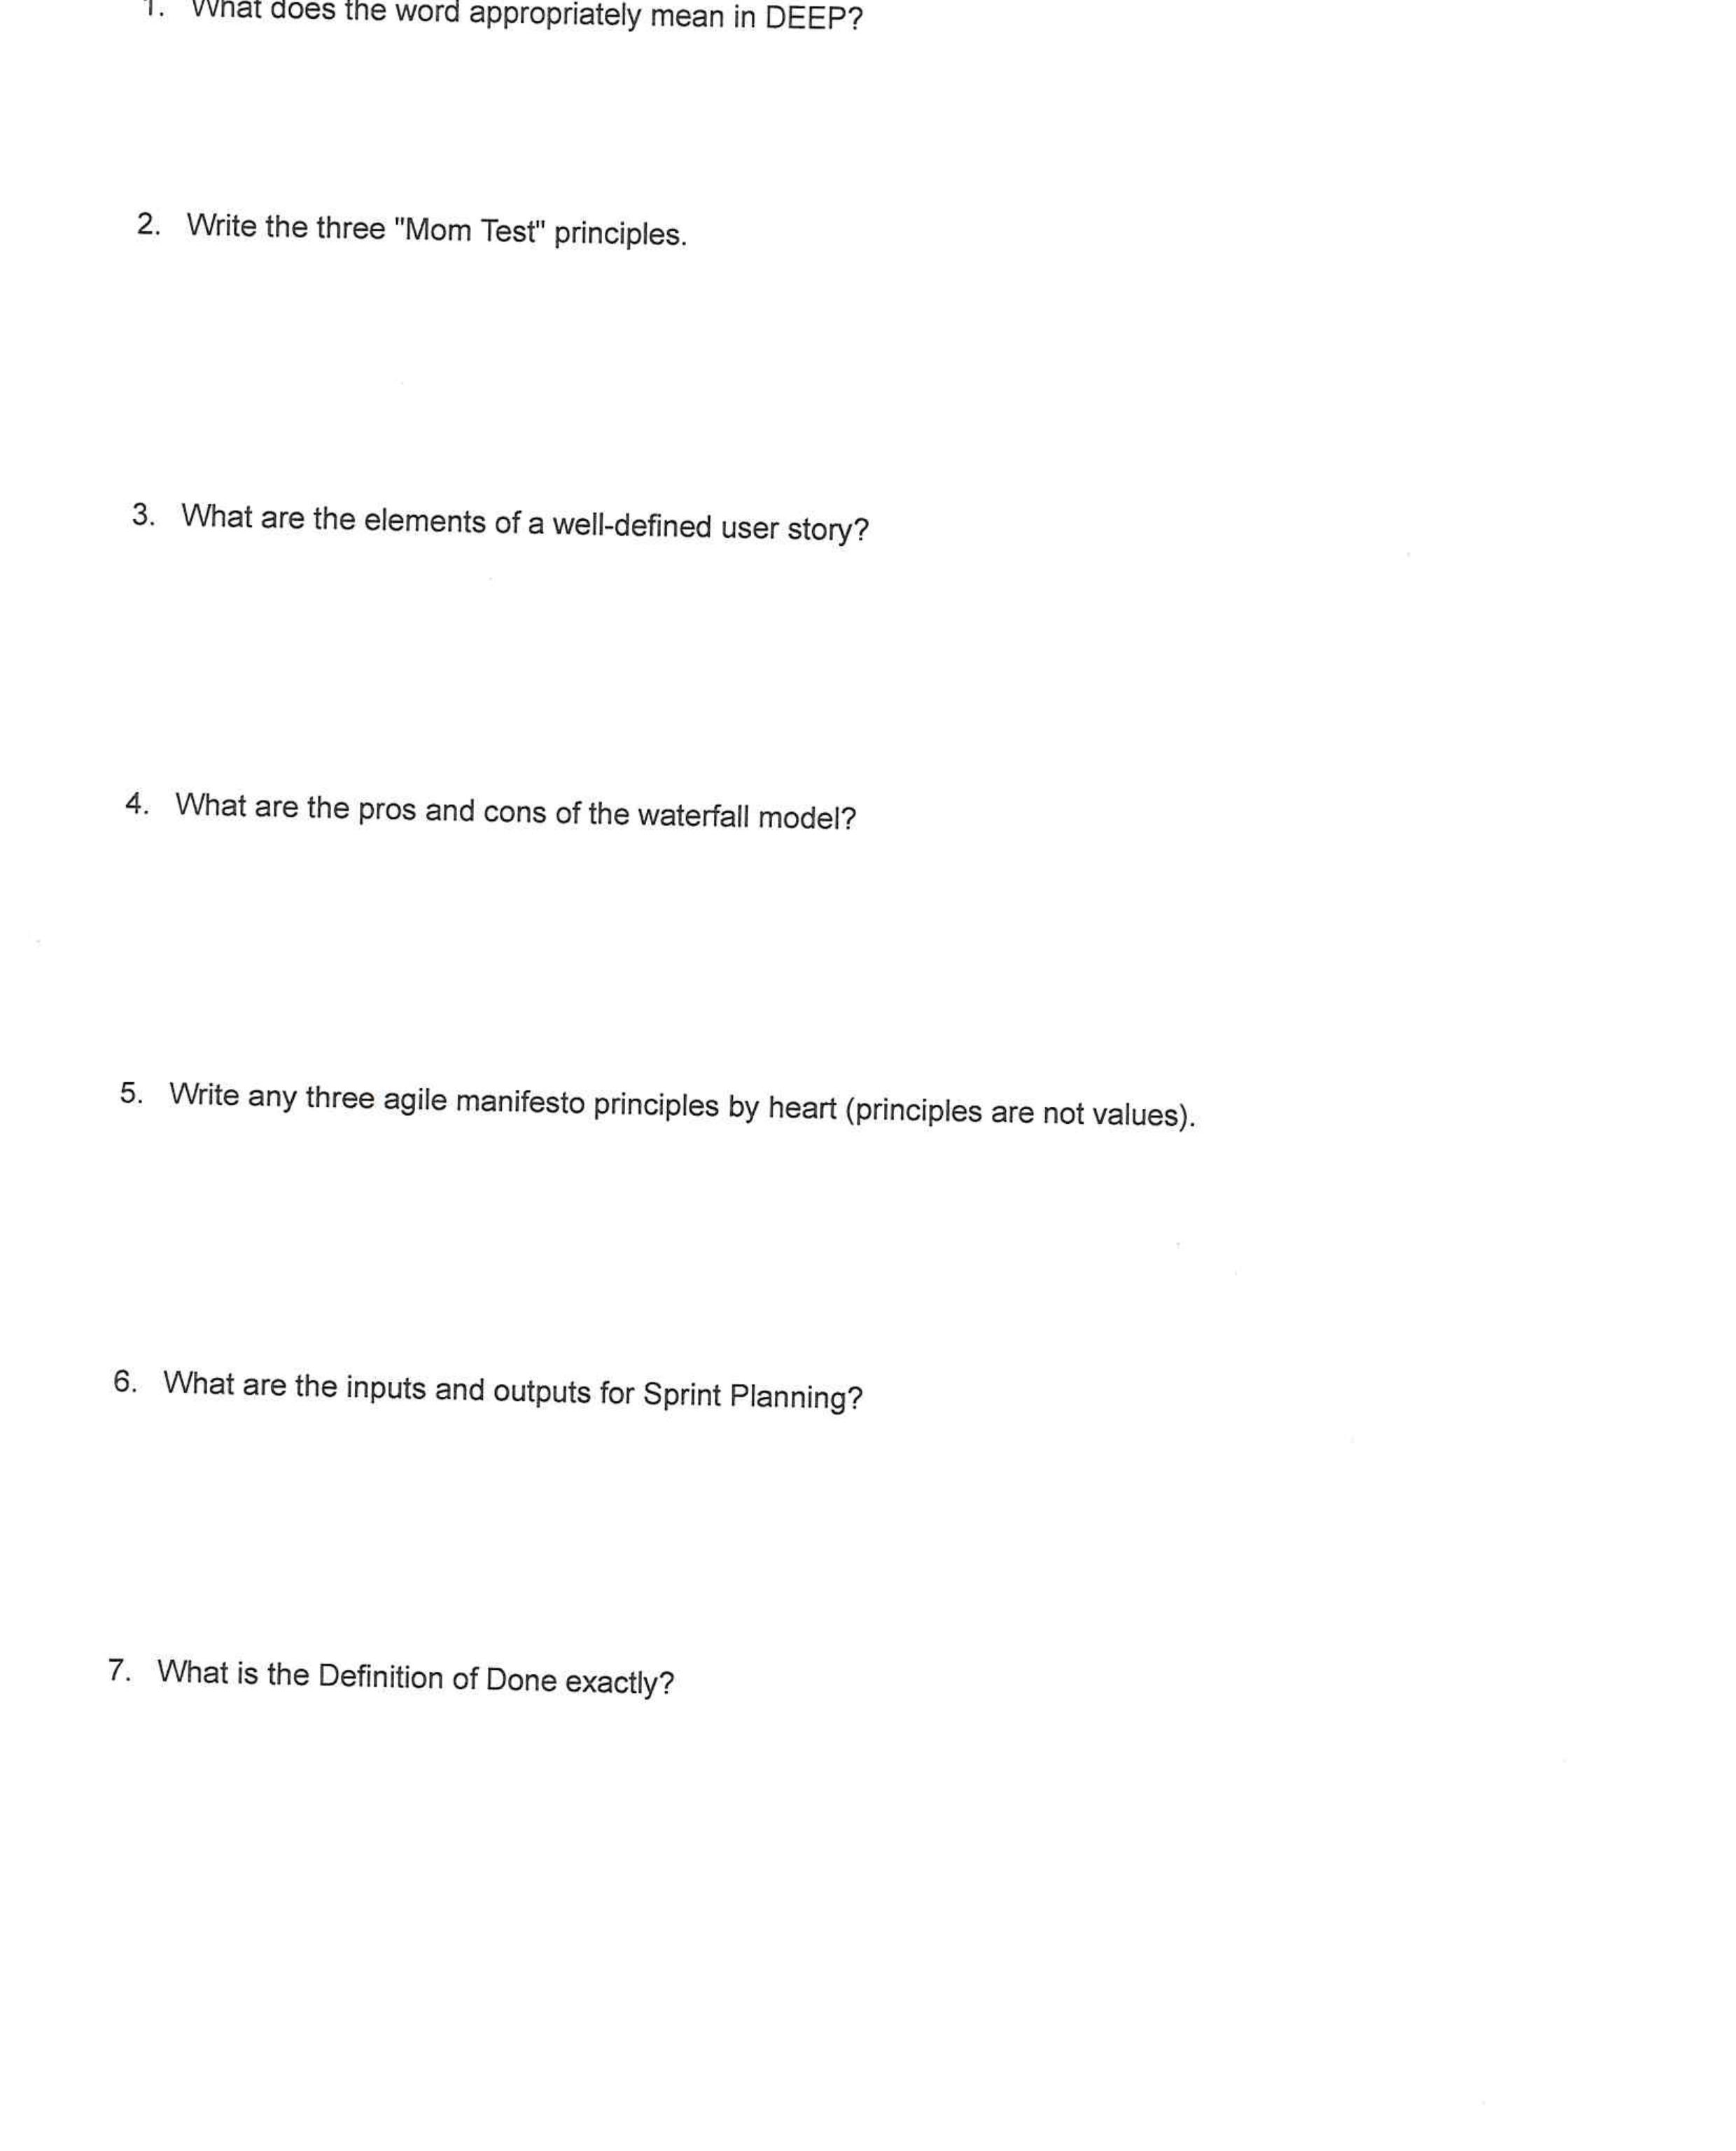 1. What does the word appropriately mean in DEEP?
2. Write the three "Mom Test" principles.
3. What are the elements of a well-defined user story?
4. What are the pros and cons of the waterfall model?
5. Write any three agile manifesto principles by heart (principles are not values).
6. What are the inputs and outputs for Sprint Planning?
7. What is the Definition of Done exactly?